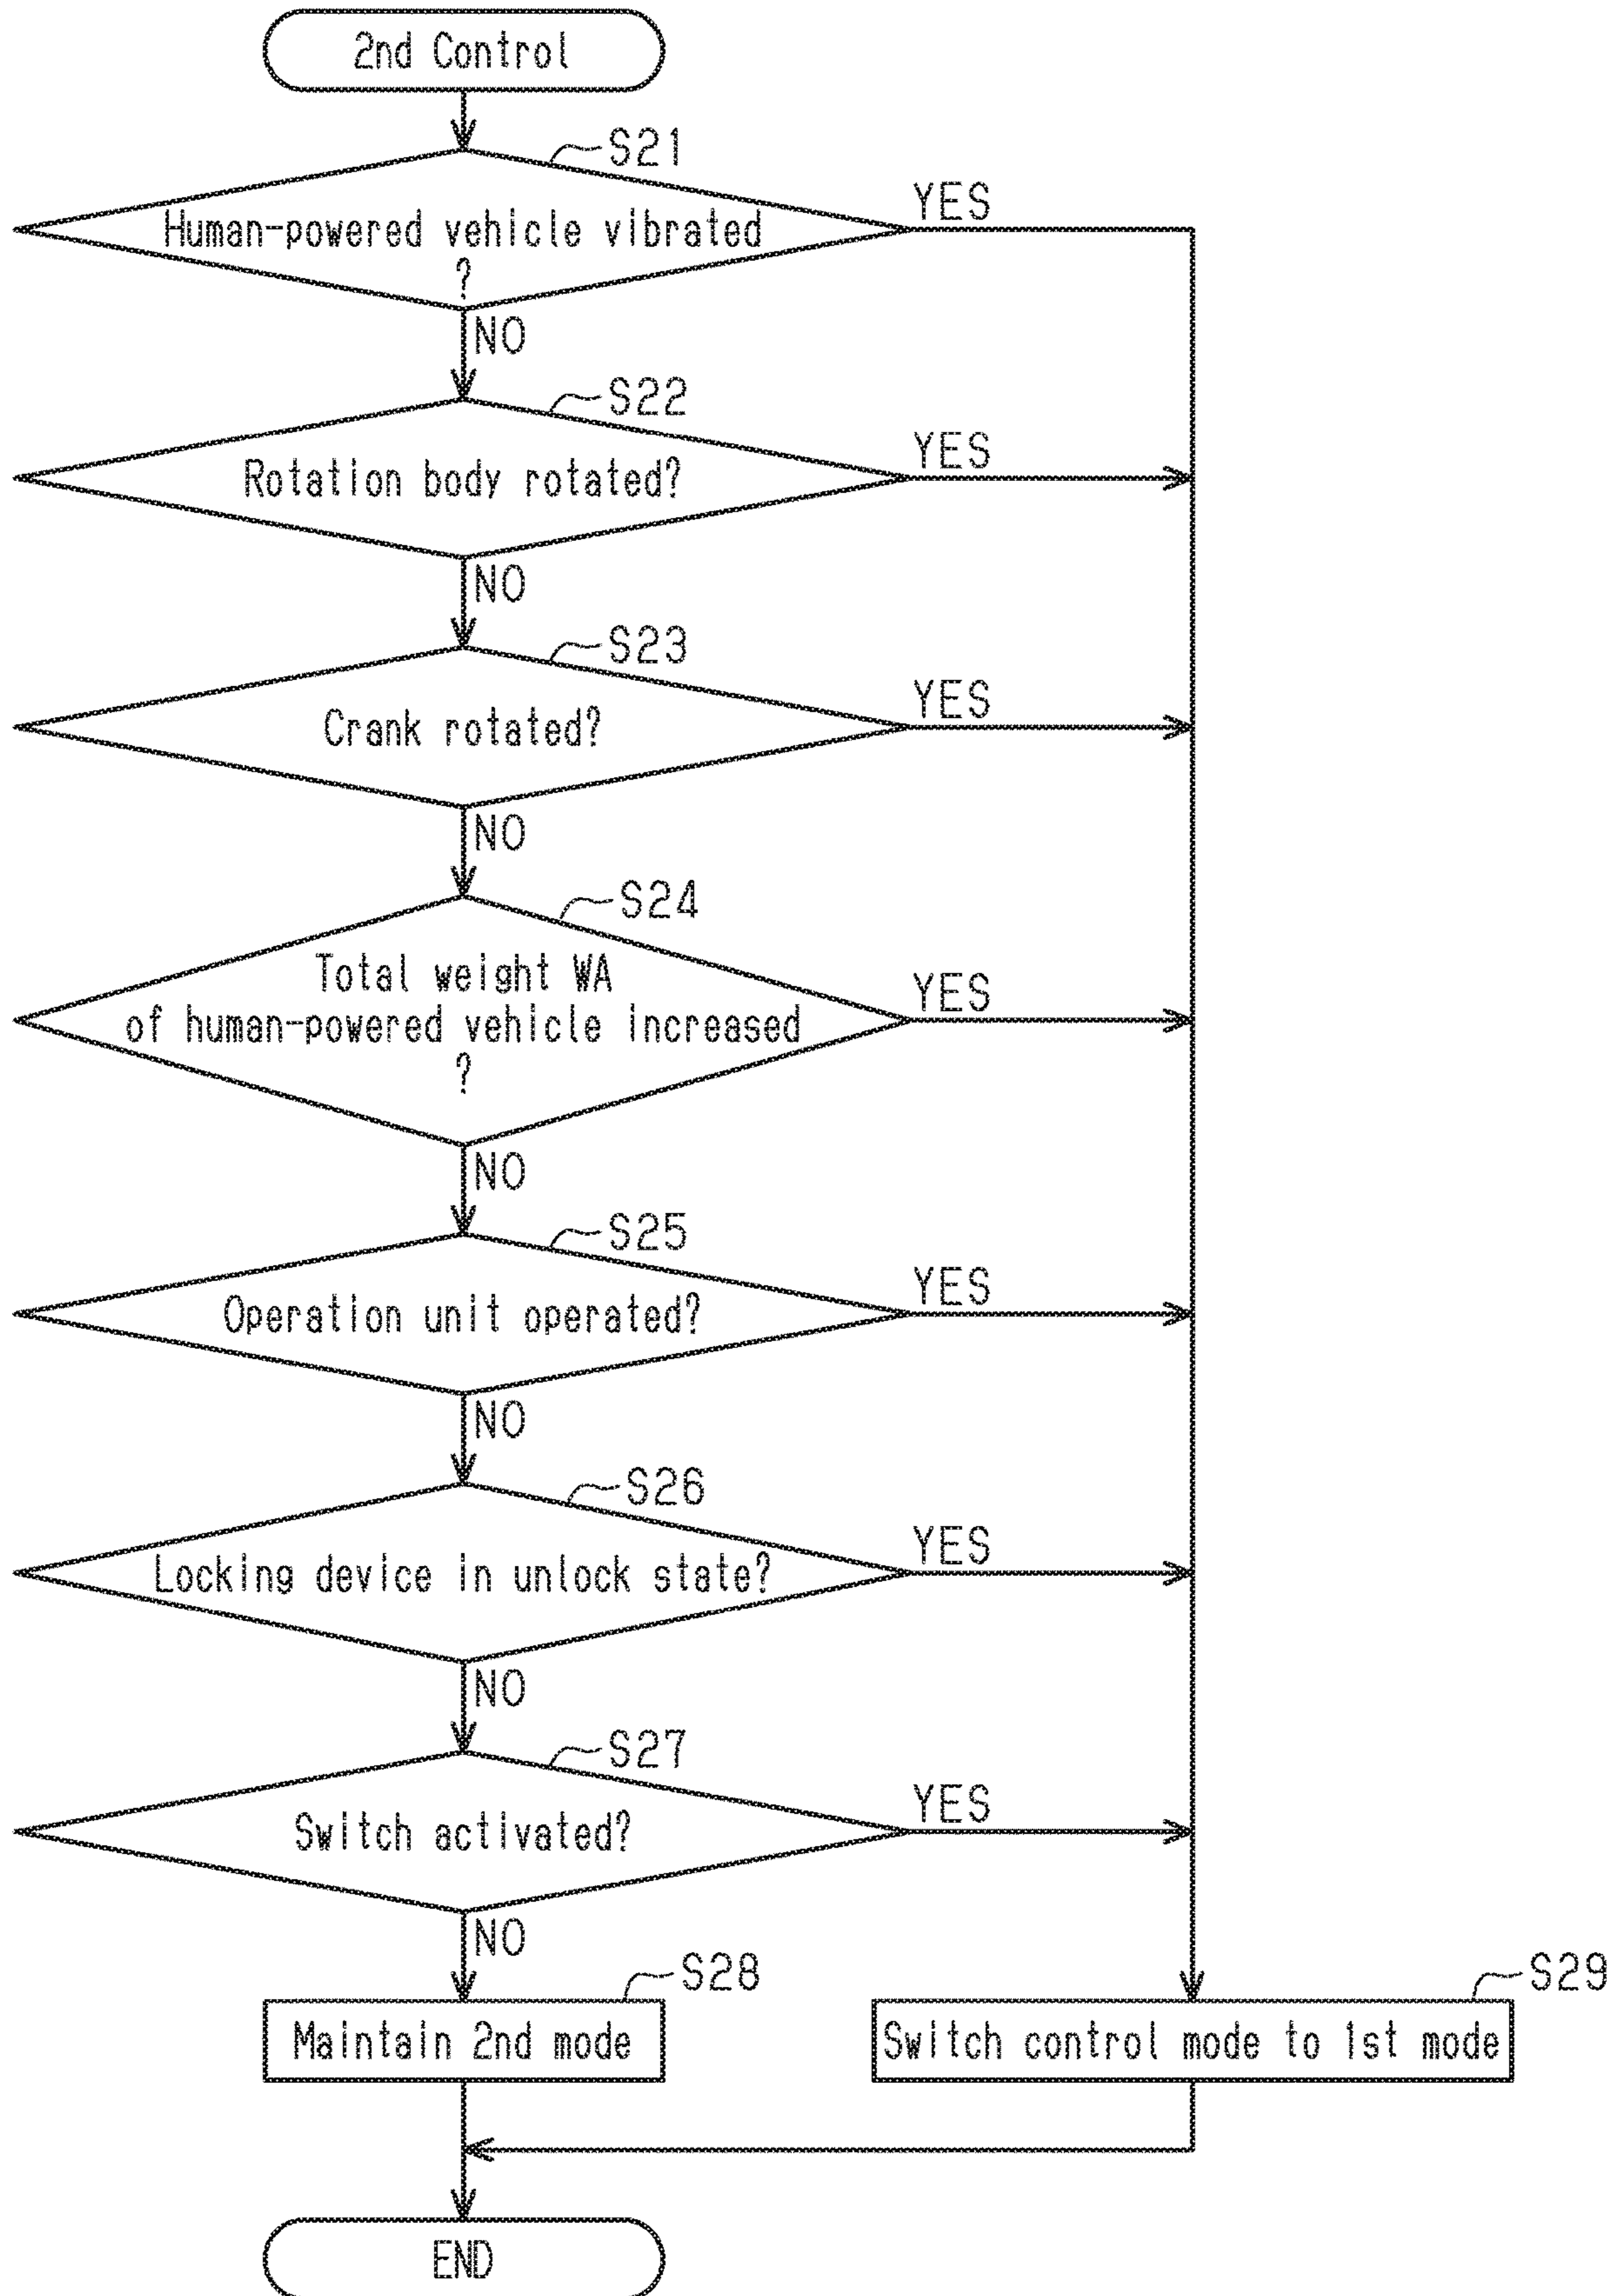 2nd Control
S21
Human-powered vehicle vibrated
?
YES
NO
S22
Rotation body rotated?
YES
NO
S23
Crank rotated?
YES
NO
S24
Total weight WA
of human-powered vehicle increased
?
YES
NO
S25
Operation unit operated?
YES
NO
S26
Locking device in unlock state?
YES
NO
S27
Switch activated?
YES
NO
S28
Maintain 2nd mode
S29
Switch control mode to 1st mode
END